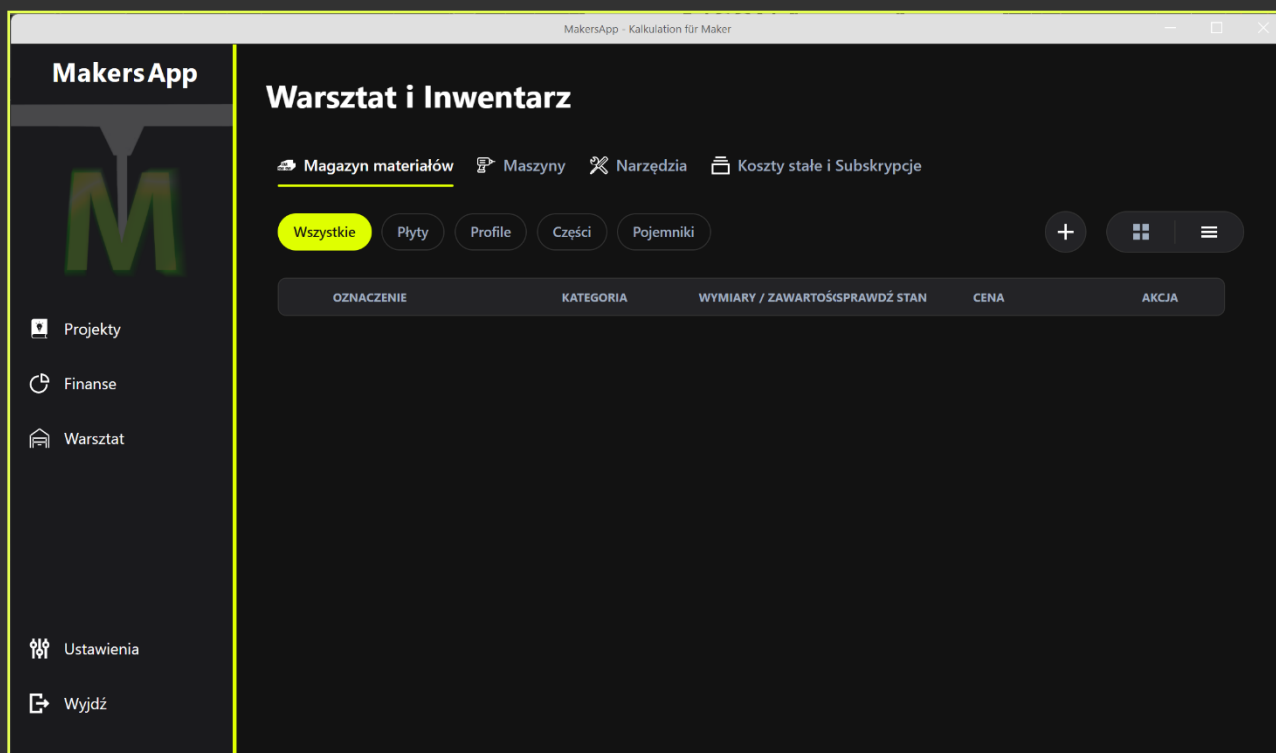 MakersApp - Kalkulation für Maker
MakersApp
Warsztat i Inwentarz
Magazyn materiałów Maszyny Narzędzia Koszty stałe i Subskrypcje
Wszystkie Płyty Profile Części Pojemniki
OZNACZENIE KATEGORIA WYMIARY / ZAWARTOŚ SPRAWDŹ STAN CENA AKCJA
M
Projekty
Finanse
Warsztat
Ustawienia
Wyjdź